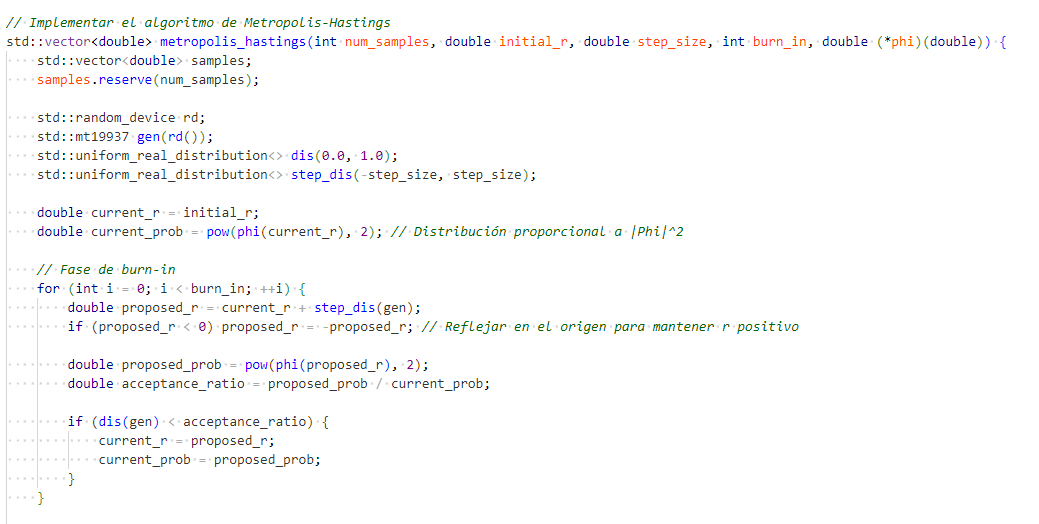 // Implementar el algoritmo de Metropolis-Hastings
std::vector<double> metropolis_hastings(int num_samples, double initial_r, double step_size, int burn_in, double (*phi)(double)) {
    std::vector<double> samples;
    samples.reserve(num_samples);

    std::random_device rd;
    std::mt19937 gen(rd());
    std::uniform_real_distribution<> dis(0.0, 1.0);
    std::uniform_real_distribution<> step_dis(-step_size, step_size);

    double current_r = initial_r;
    double current_prob = pow(phi(current_r), 2); // Distribución proporcional a |Phi|^2

    // Fase de burn-in
    for (int i = 0; i < burn_in; ++i) {
        double proposed_r = current_r + step_dis(gen);
        if (proposed_r < 0) proposed_r = -proposed_r; // Reflejar en el origen para mantener r positivo

        double proposed_prob = pow(phi(proposed_r), 2);
        double acceptance_ratio = proposed_prob / current_prob;

        if (dis(gen) < acceptance_ratio) {
            current_r = proposed_r;
            current_prob = proposed_prob;
        }
    }